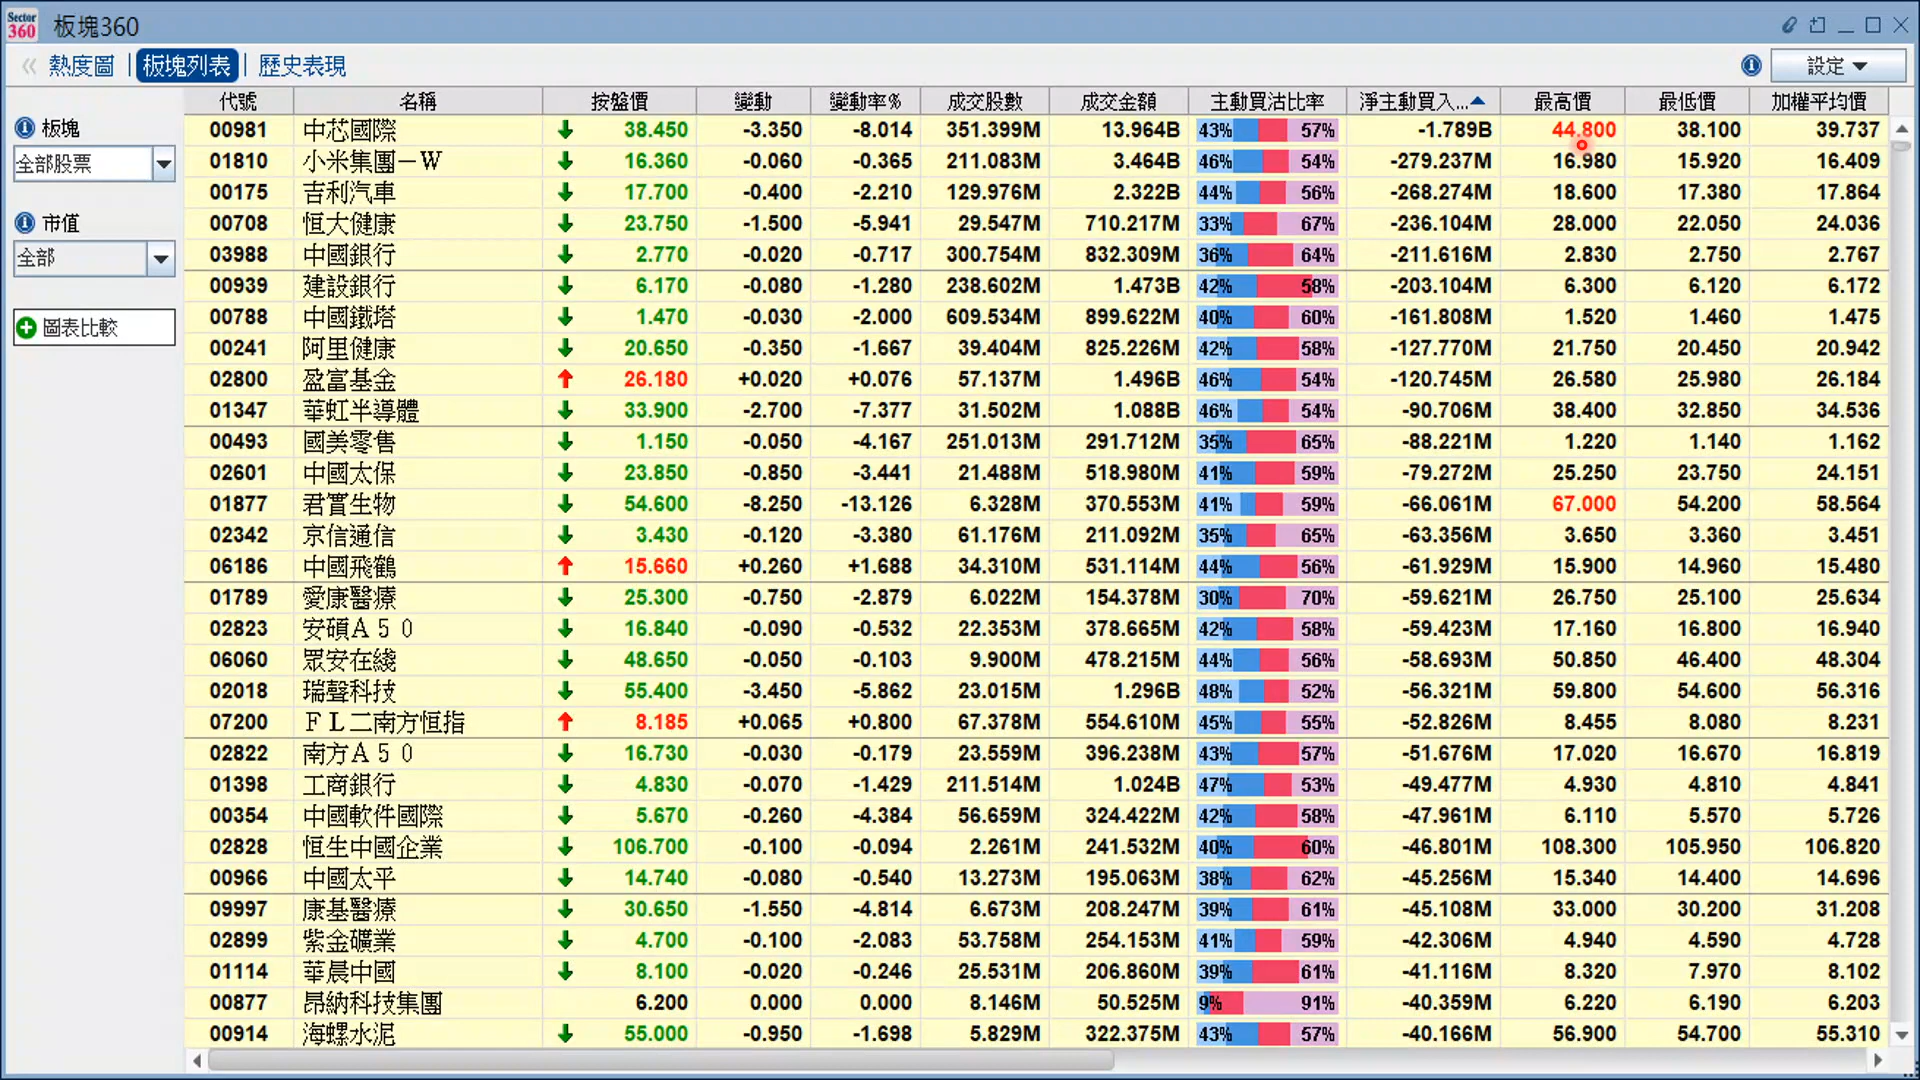 Sector 360 板塊360
熱度圖 板塊列表 歷史表現 設定
板塊
全部股票
市值
全部
圖表比較
代號 名稱 按盤價 變動 變動率% 成交股數 成交金額 主動買沽比率 淨主動買入... 最高價 最低價 加權平均價
00981 中芯國際 38.450 -3.350 -8.014 351.399M 13.964B 43% 57% -1.789B 44.800 38.100 39.737
01810 小米集團－W 16.360 -0.060 -0.365 211.083M 3.464B 46% 54% -279.237M 16.980 15.920 16.409
00175 吉利汽車 17.700 -0.400 -2.210 129.976M 2.322B 44% 56% -268.274M 18.600 17.380 17.864
00708 恒大健康 23.750 -1.500 -5.941 29.547M 710.217M 33% 67% -236.104M 28.000 22.050 24.036
03988 中國銀行 2.770 -0.020 -0.717 300.754M 832.309M 36% 64% -211.616M 2.830 2.750 2.767
00939 建設銀行 6.170 -0.080 -1.280 238.602M 1.473B 42% 58% -203.104M 6.300 6.120 6.172
00788 中國鐵塔 1.470 -0.030 -2.000 609.534M 899.622M 40% 60% -161.808M 1.520 1.460 1.475
00241 阿里健康 20.650 -0.350 -1.667 39.404M 825.226M 42% 58% -127.770M 21.750 20.450 20.942
02800 盈富基金 26.180 +0.020 +0.076 57.137M 1.496B 46% 54% -120.745M 26.580 25.980 26.184
01347 華虹半導體 33.900 -2.700 -7.377 31.502M 1.088B 46% 54% -90.706M 38.400 32.850 34.536
00493 國美零售 1.150 -0.050 -4.167 251.013M 291.712M 35% 65% -88.221M 1.220 1.140 1.162
02601 中國太保 23.850 -0.850 -3.441 21.488M 518.980M 41% 59% -79.272M 25.250 23.750 24.151
01877 君實生物 54.600 -8.250 -13.126 6.328M 370.553M 41% 59% -66.061M 67.000 54.200 58.564
02342 京信通信 3.430 -0.120 -3.380 61.176M 211.092M 35% 65% -63.356M 3.650 3.360 3.451
06186 中國飛鶴 15.660 +0.260 +1.688 34.310M 531.114M 44% 56% -61.929M 15.900 14.960 15.480
01789 愛康醫療 25.300 -0.750 -2.879 6.022M 154.378M 30% 70% -59.621M 26.750 25.100 25.634
02823 安碩Ａ５０ 16.840 -0.090 -0.532 22.353M 378.665M 42% 58% -59.423M 17.160 16.800 16.940
06060 眾安在綫 48.650 -0.050 -0.103 9.900M 478.215M 44% 56% -58.693M 50.850 46.400 48.304
02018 瑞聲科技 55.400 -3.450 -5.862 23.015M 1.296B 48% 52% -56.321M 59.800 54.600 56.316
07200 ＦＬ二南方恒指 8.185 +0.065 +0.800 67.378M 554.610M 45% 55% -52.826M 8.455 8.080 8.231
02822 南方Ａ５０ 16.730 -0.030 -0.179 23.559M 396.238M 43% 57% -51.676M 17.020 16.670 16.819
01398 工商銀行 4.830 -0.070 -1.429 211.514M 1.024B 47% 53% -49.477M 4.930 4.810 4.841
00354 中國軟件國際 5.670 -0.260 -4.384 56.659M 324.422M 42% 58% -47.961M 6.110 5.570 5.726
02828 恒生中國企業 106.700 -0.100 -0.094 2.261M 241.532M 40% 60% -46.801M 108.300 105.950 106.820
00966 中國太平 14.740 -0.080 -0.540 13.273M 195.063M 38% 62% -45.256M 15.340 14.400 14.696
09997 康基醫療 30.650 -1.550 -4.814 6.673M 208.247M 39% 61% -45.108M 33.000 30.200 31.208
02899 紫金礦業 4.700 -0.100 -2.083 53.758M 254.153M 41% 59% -42.306M 4.940 4.590 4.728
01114 華晨中國 8.100 -0.020 -0.246 25.531M 206.860M 39% 61% -41.116M 8.320 7.970 8.102
00877 昂納科技集團 6.200 0.000 0.000 8.146M 50.525M 9% 91% -40.359M 6.220 6.190 6.203
00914 海螺水泥 55.000 -0.950 -1.698 5.829M 322.375M 43% 57% -40.166M 56.900 54.700 55.310